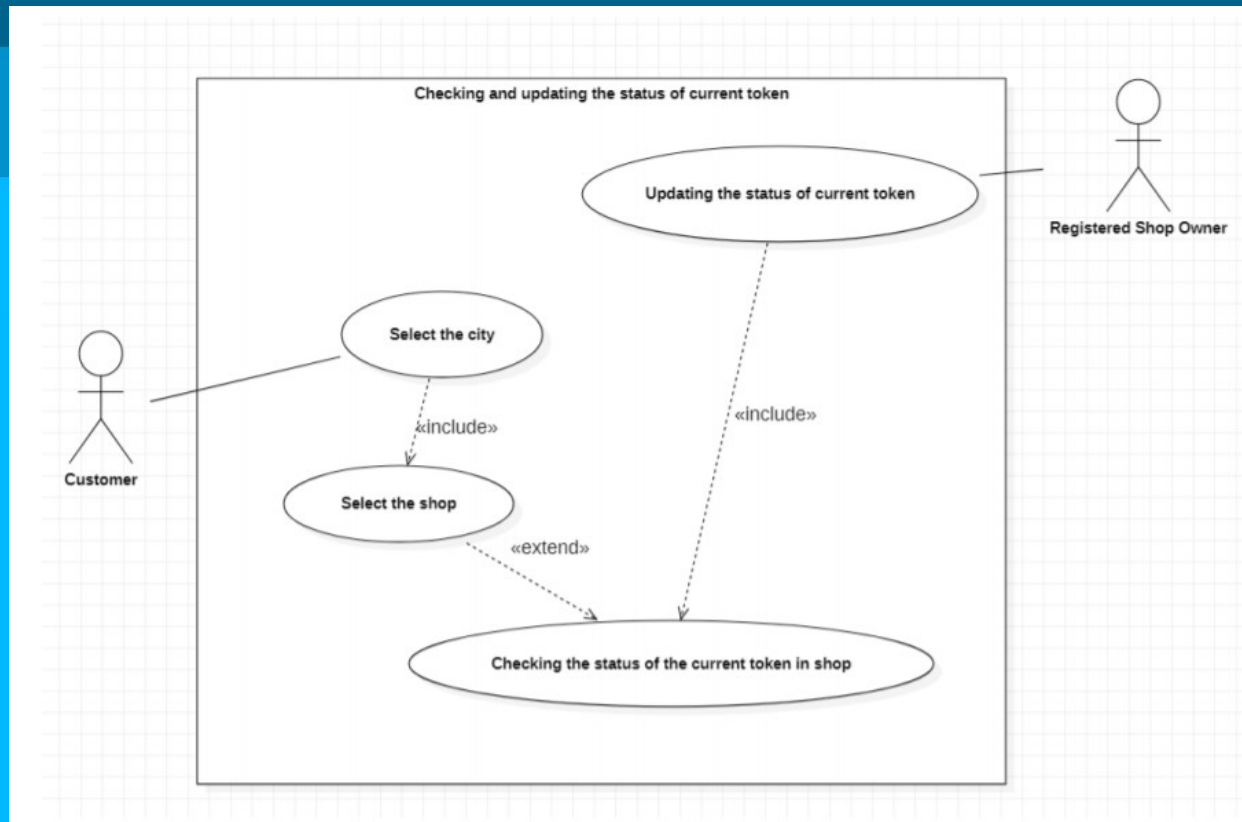 Checking and updating the status of current token
Updating the status of current token
Registered Shop Owner
Select the city
«include»
«include»
Customer
Select the shop
«extend»
Checking the status of the current token in shop